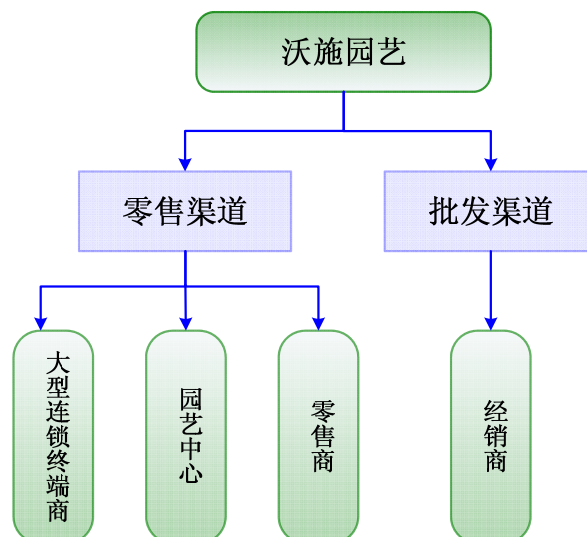 沃施园艺
零售渠道
批发渠道
大型连锁终端商
园艺中心
零售商
经销商